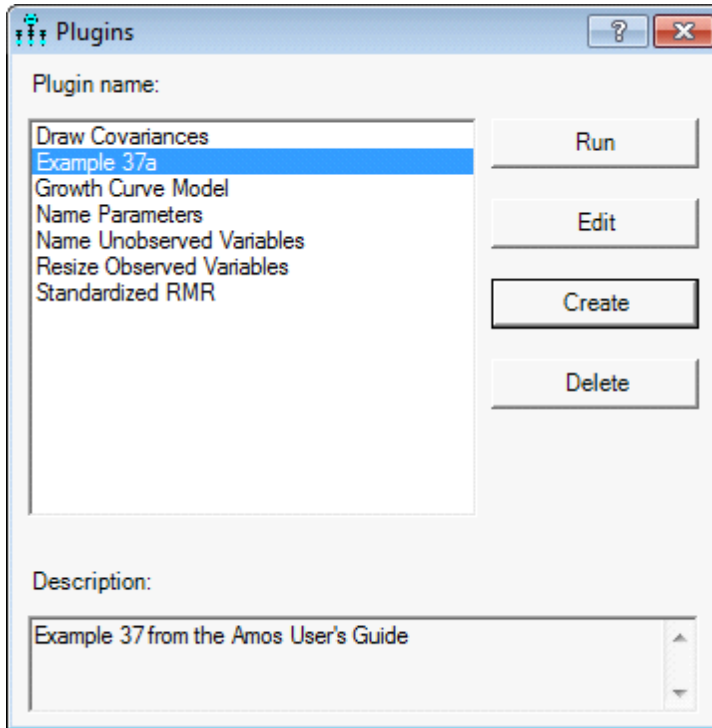 Plugins
Plugin name:
Draw Covariances
Example 37a
Growth Curve Model
Name Parameters
Name Unobserved Variables
Resize Observed Variables
Standardized RMR
Run
Edit
Create
Delete
Description:
Example 37 from the Amos User's Guide